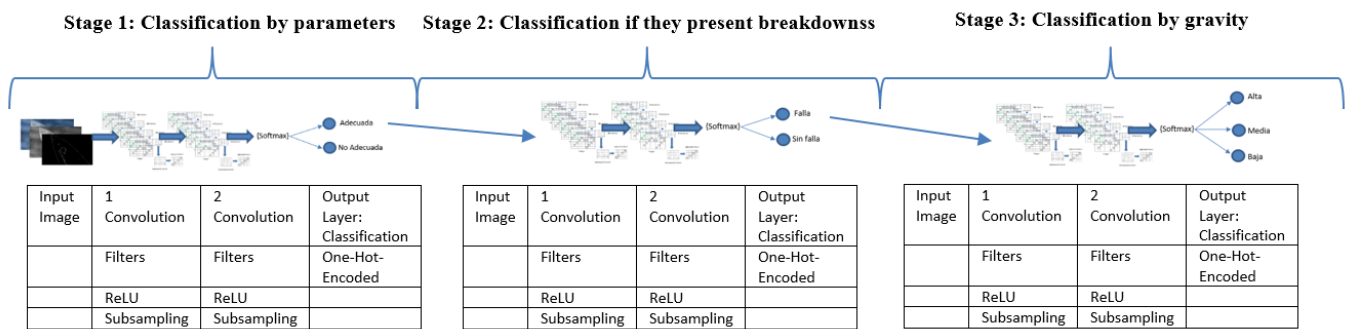 Stage 1: Classification by parameters
Stage 2: Classification if they present breakdownss
Stage 3: Classification by gravity
(Softmax)
Adecuada
No Adecuada
(Softmax)
Falla
Sin falla
(Softmax)
Alta
Media
Baja
Input 1 2 Output
Image Convolution Convolution Layer:
Classification
Filters Filters One-Hot-
Encoded
ReLU ReLU
Subsampling Subsampling
Input 1 2 Output
Image Convolution Convolution Layer:
Classification
Filters Filters One-Hot-
Encoded
ReLU ReLU
Subsampling Subsampling
Input 1 2 Output
Image Convolution Convolution Layer:
Classification
Filters Filters One-Hot-
Encoded
ReLU ReLU
Subsampling Subsampling